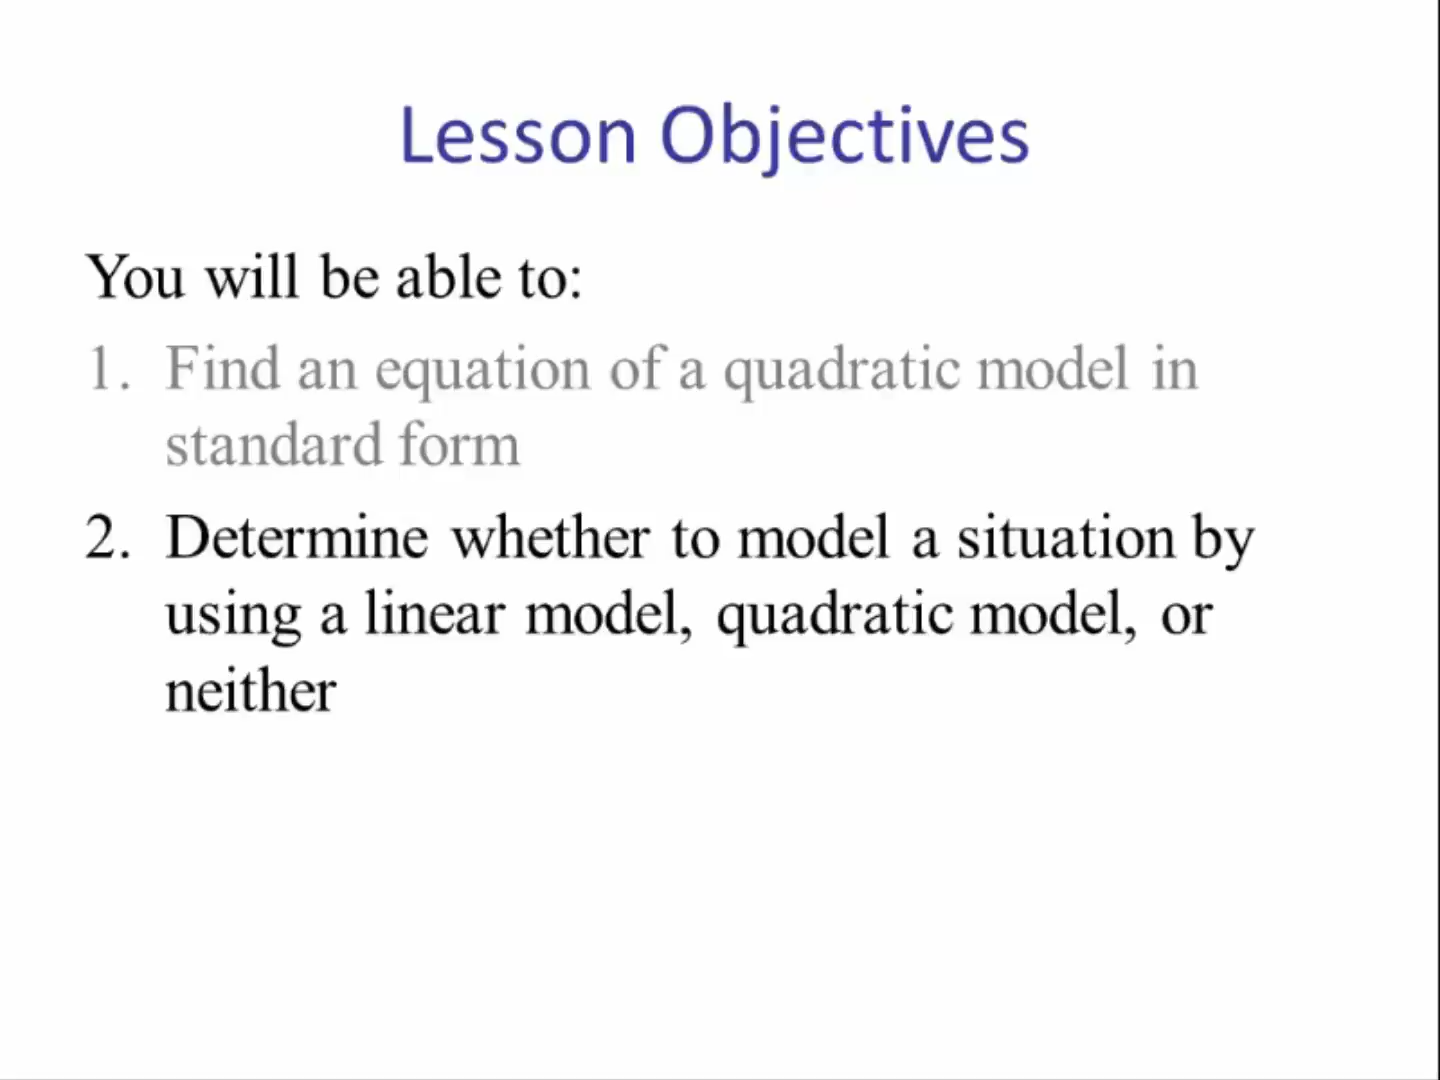 Lesson Objectives
You will be able to:
1. Find an equation of a quadratic model in
standard form
2. Determine whether to model a situation by
using a linear model, quadratic model, or
neither